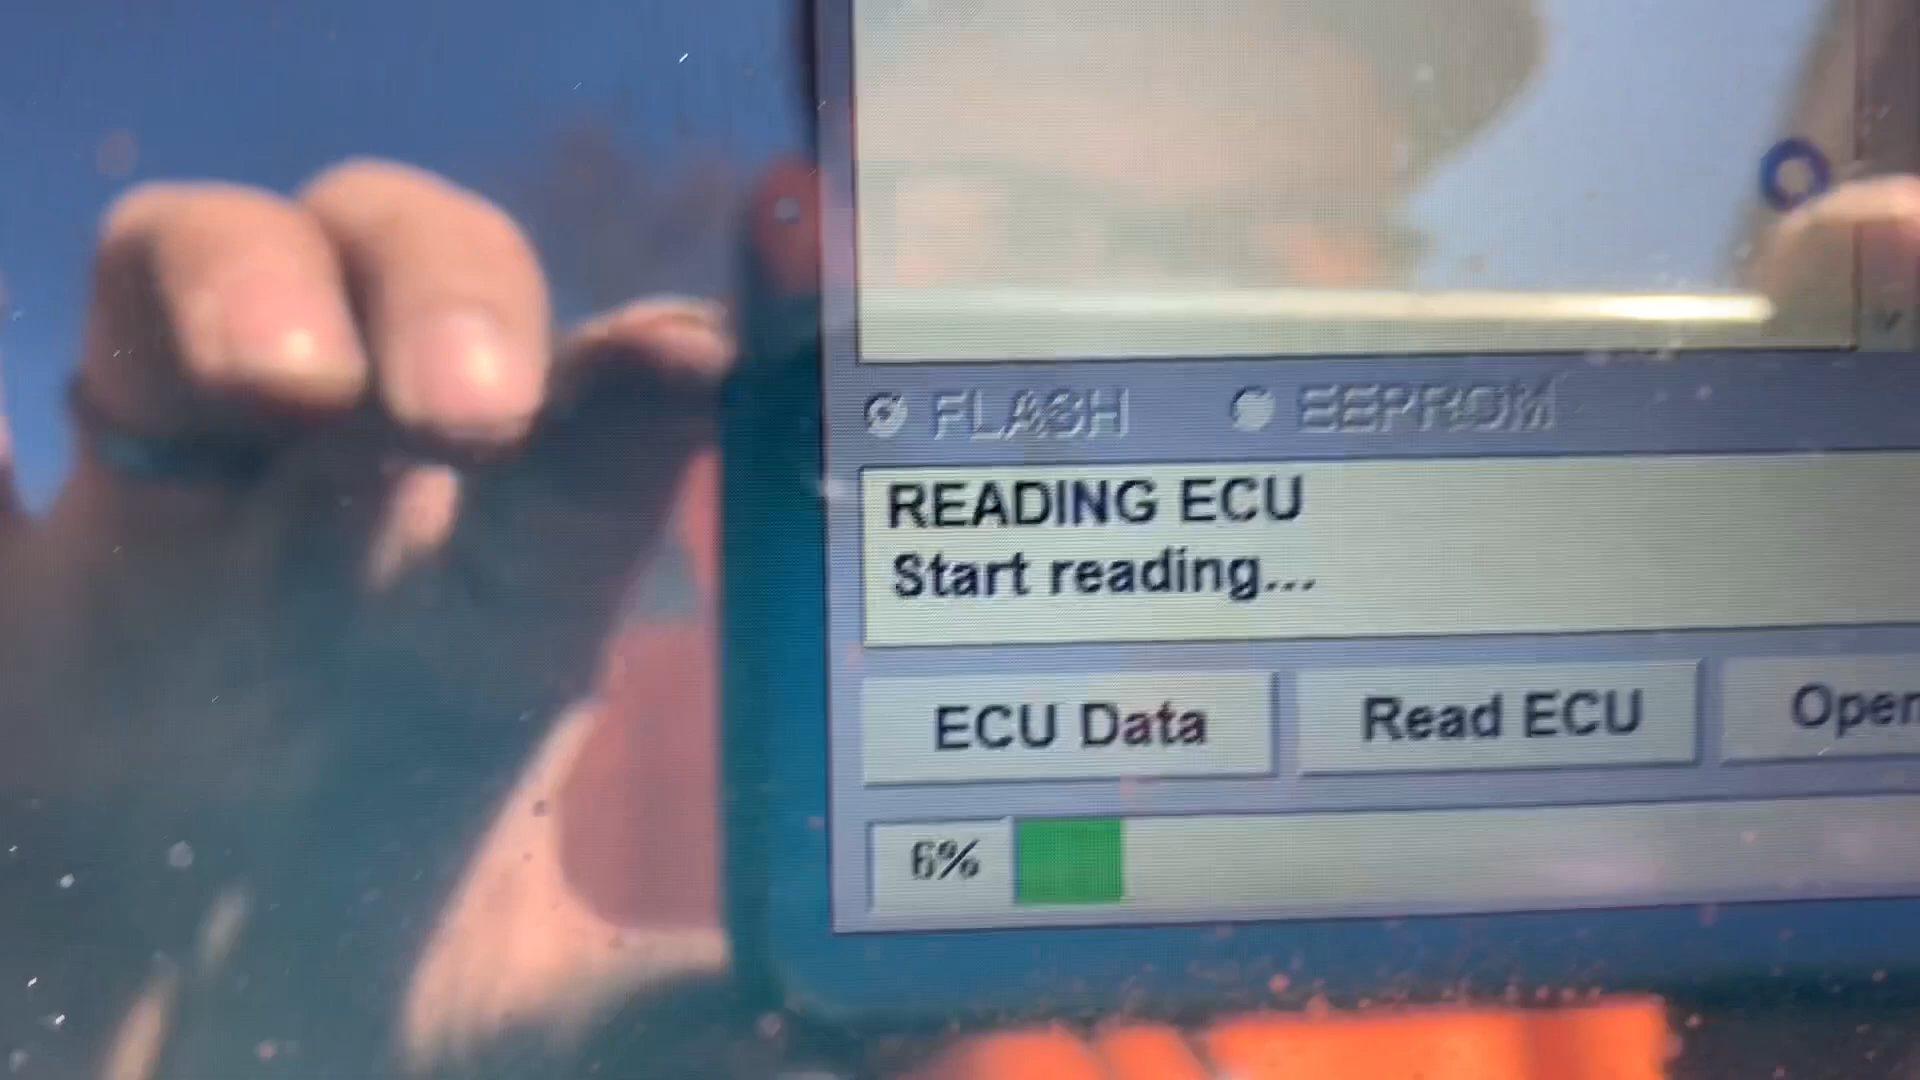 FLASH EEPROM
READING ECU
Start reading...
ECU Data Read ECU Open
6%